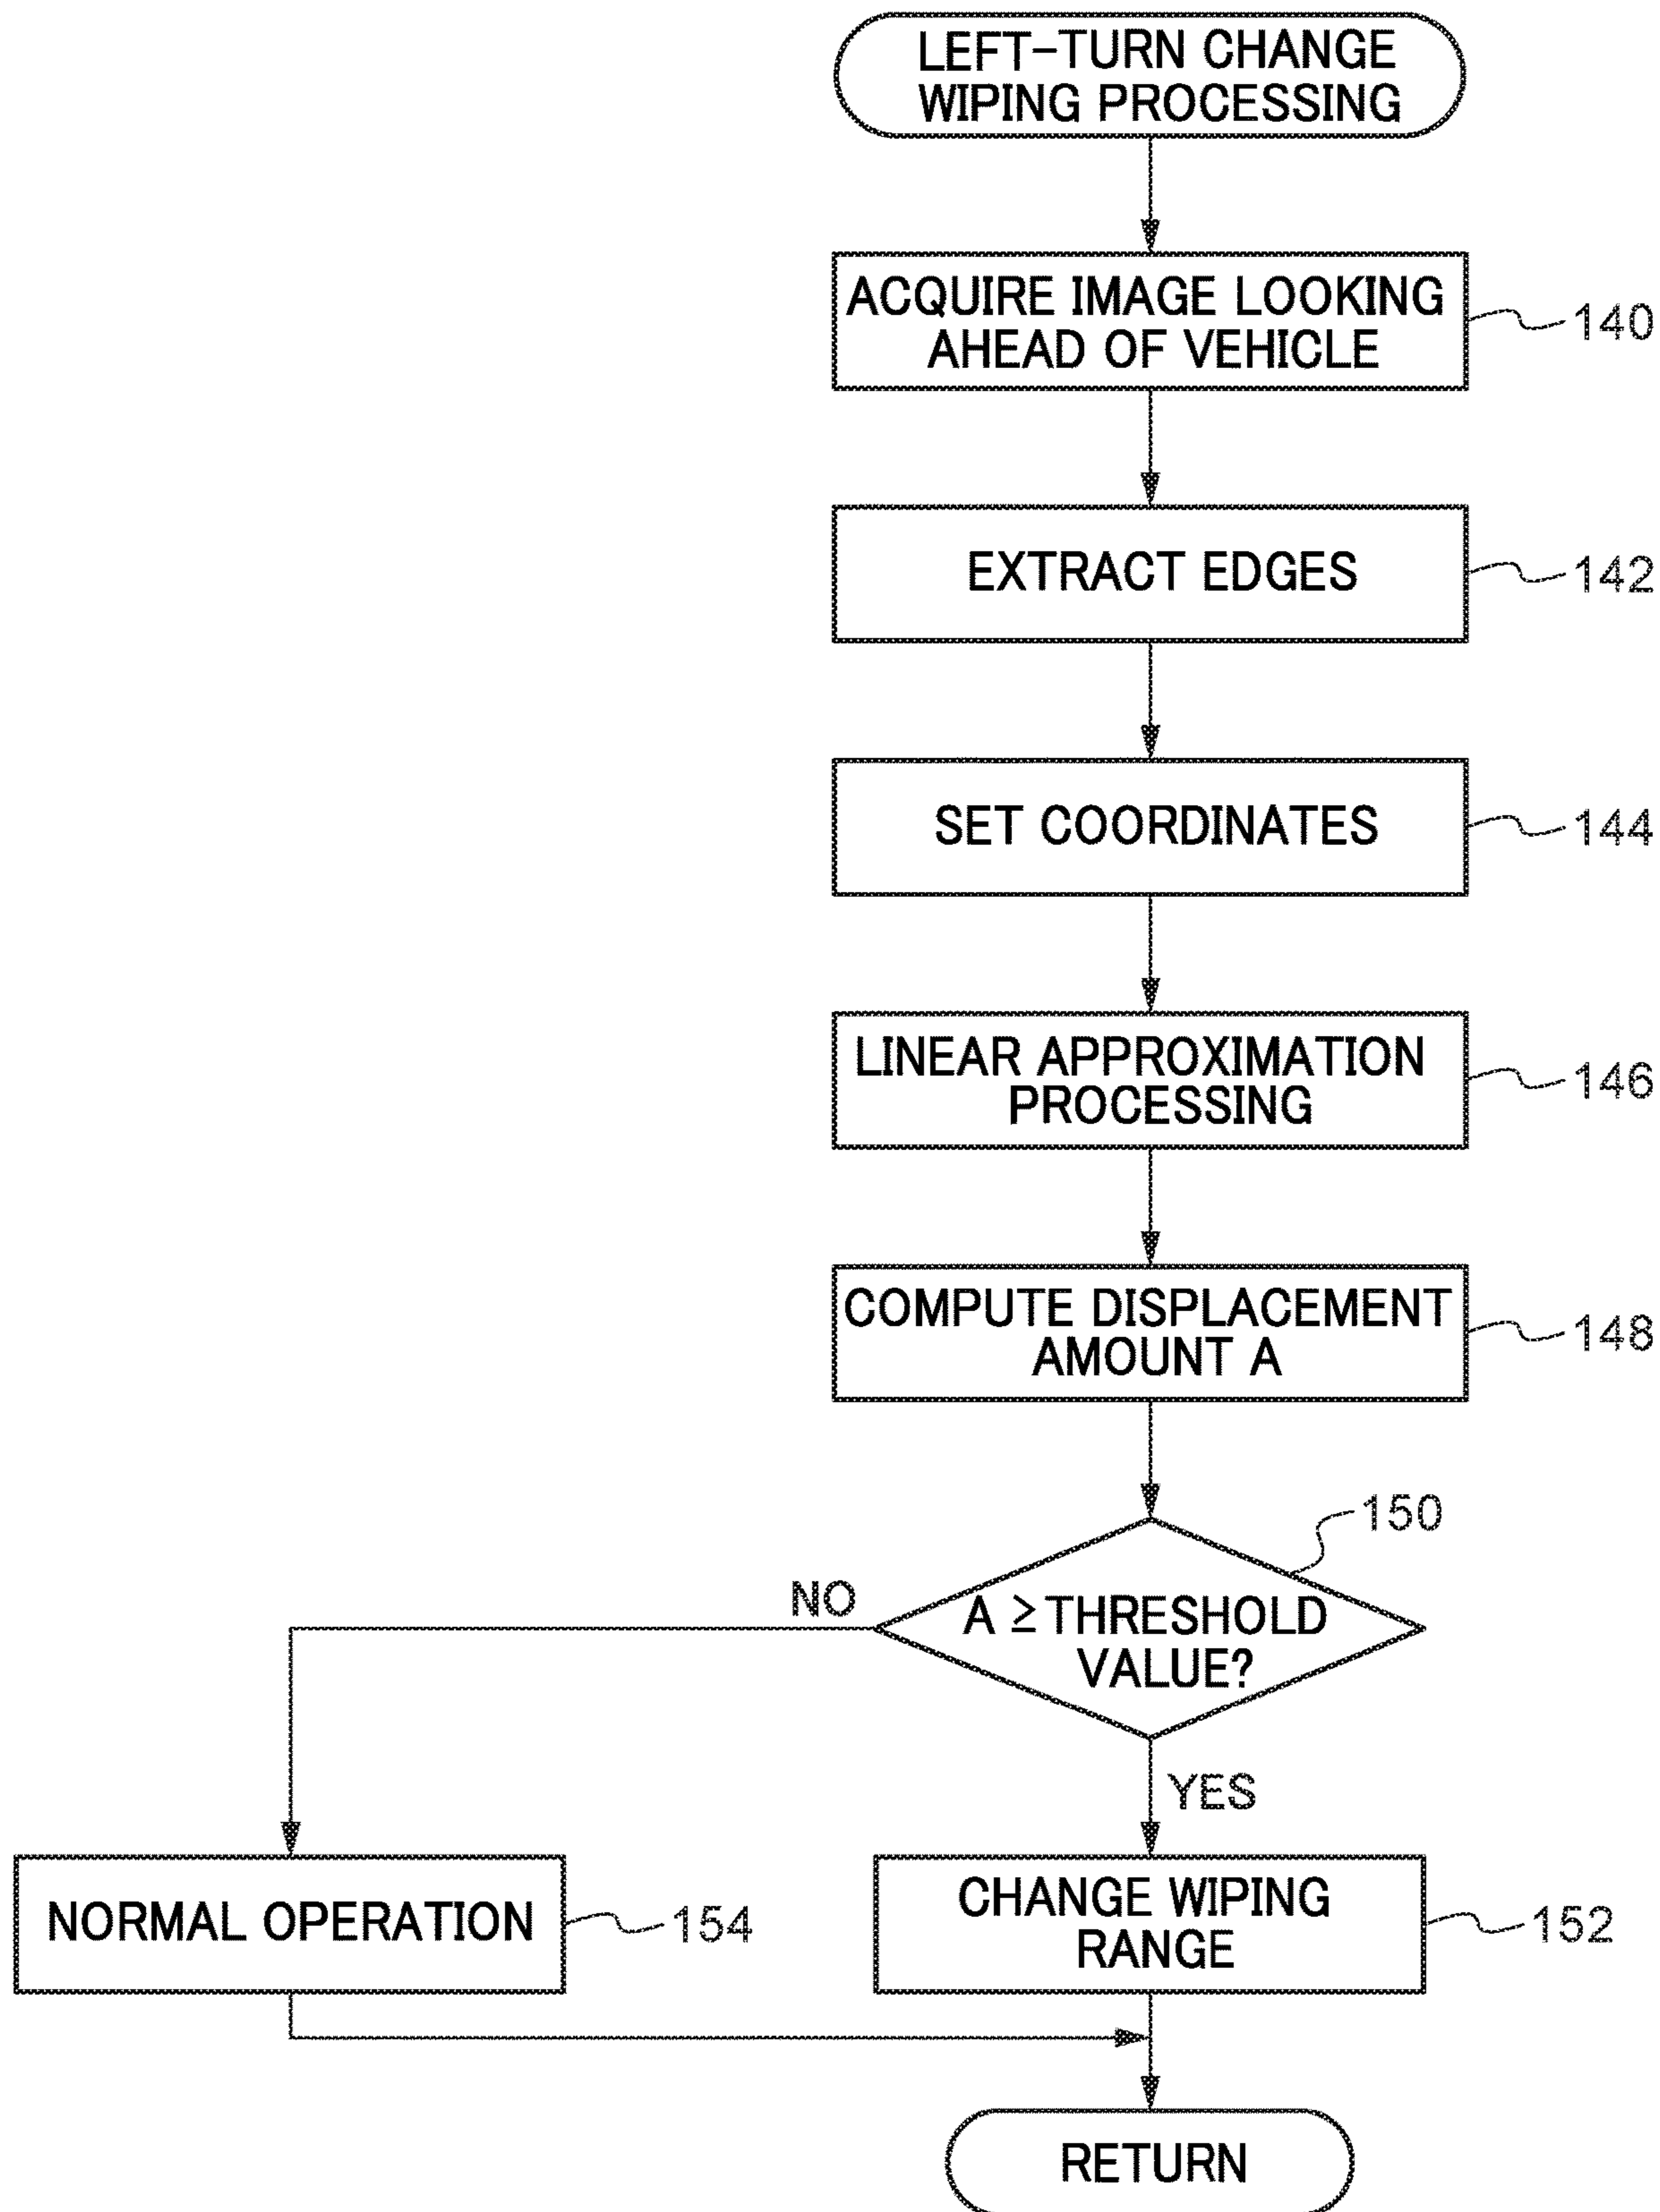 LEFT-TURN CHANGE
WIPING PROCESSING
ACQUIRE IMAGE LOOKING
AHEAD OF VEHICLE
140
EXTRACT EDGES
142
SET COORDINATES
144
LINEAR APPROXIMATION
PROCESSING
146
COMPUTE DISPLACEMENT
AMOUNT A
148
150
A ≥ THRESHOLD
VALUE?
NO
YES
NORMAL OPERATION
154
CHANGE WIPING
RANGE
152
RETURN